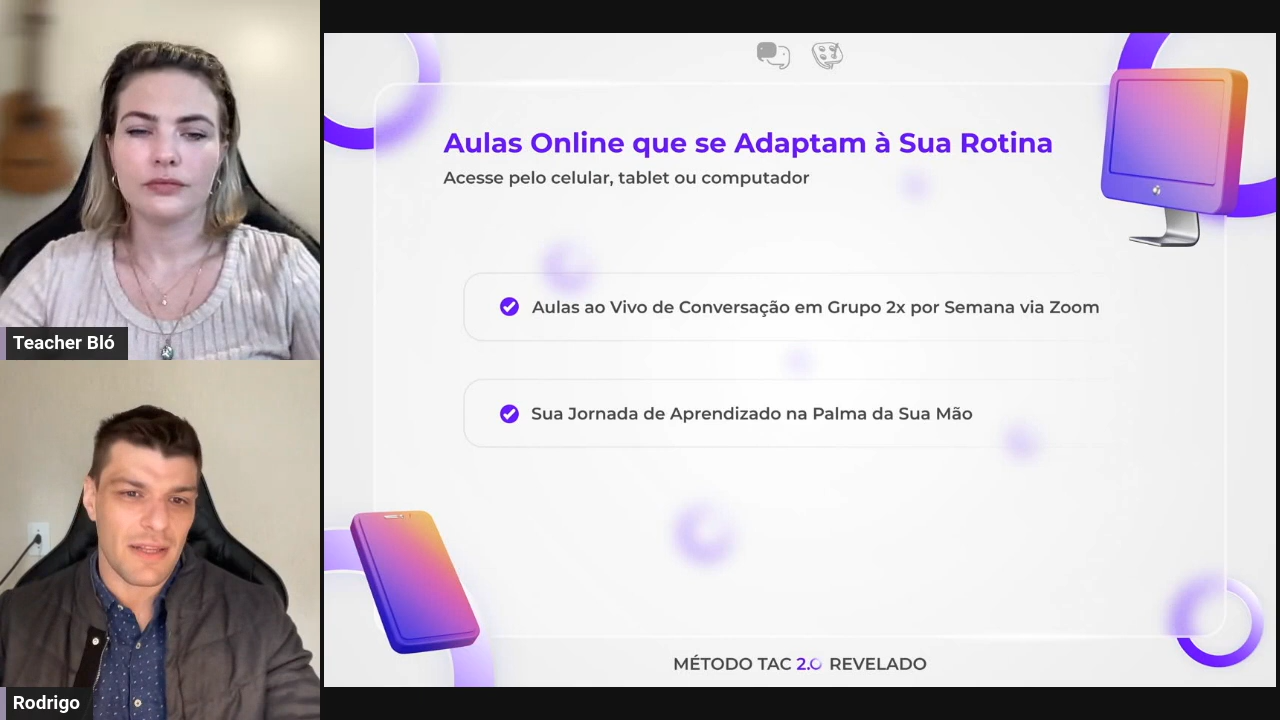 Teacher Bló
Rodrigo
Aulas Online que se Adaptam à Sua Rotina
Acesse pelo celular, tablet ou computador
Aulas ao Vivo de Conversação em Grupo 2x por Semana via Zoom
Sua Jornada de Aprendizado na Palma da Sua Mão
MÉTODO TAC 2.0 REVELADO